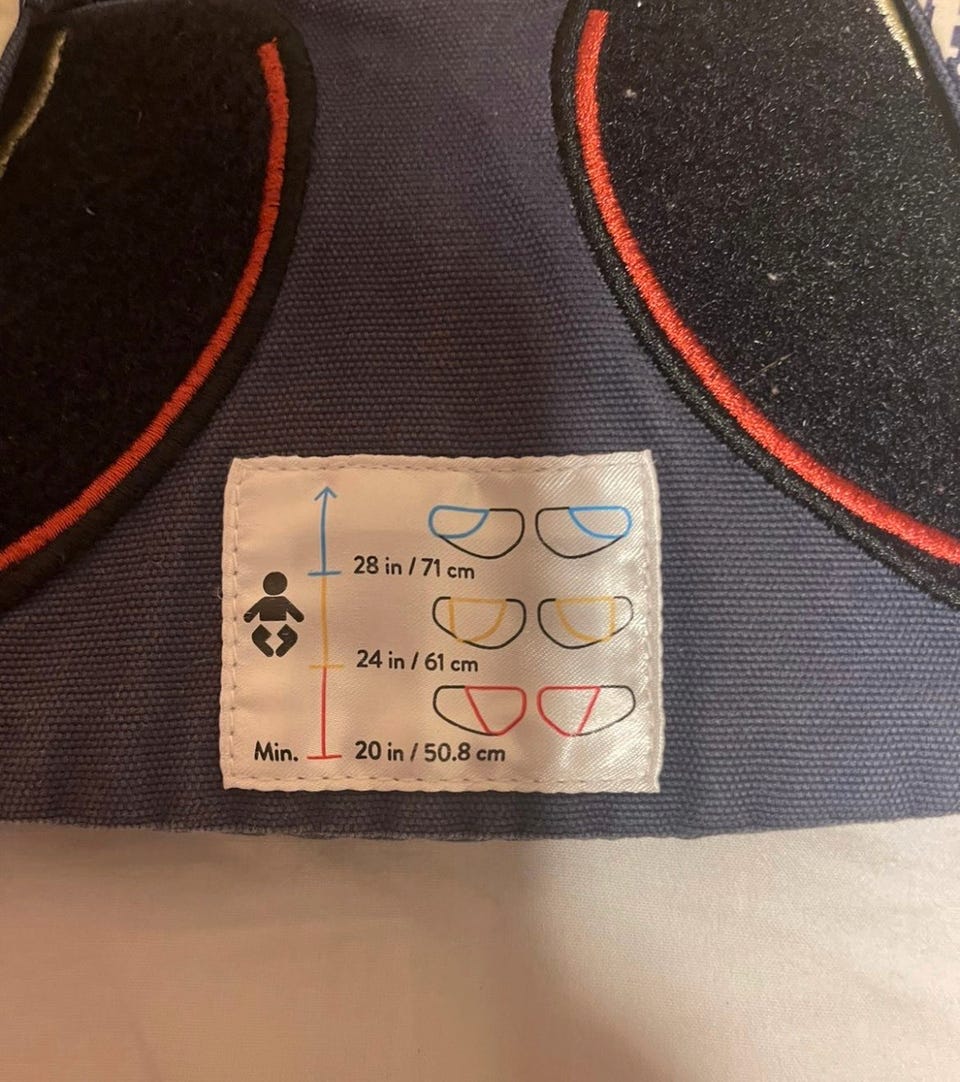 28 in / 71 cm
24 in / 61 cm
Min. 20 in / 50.8 cm